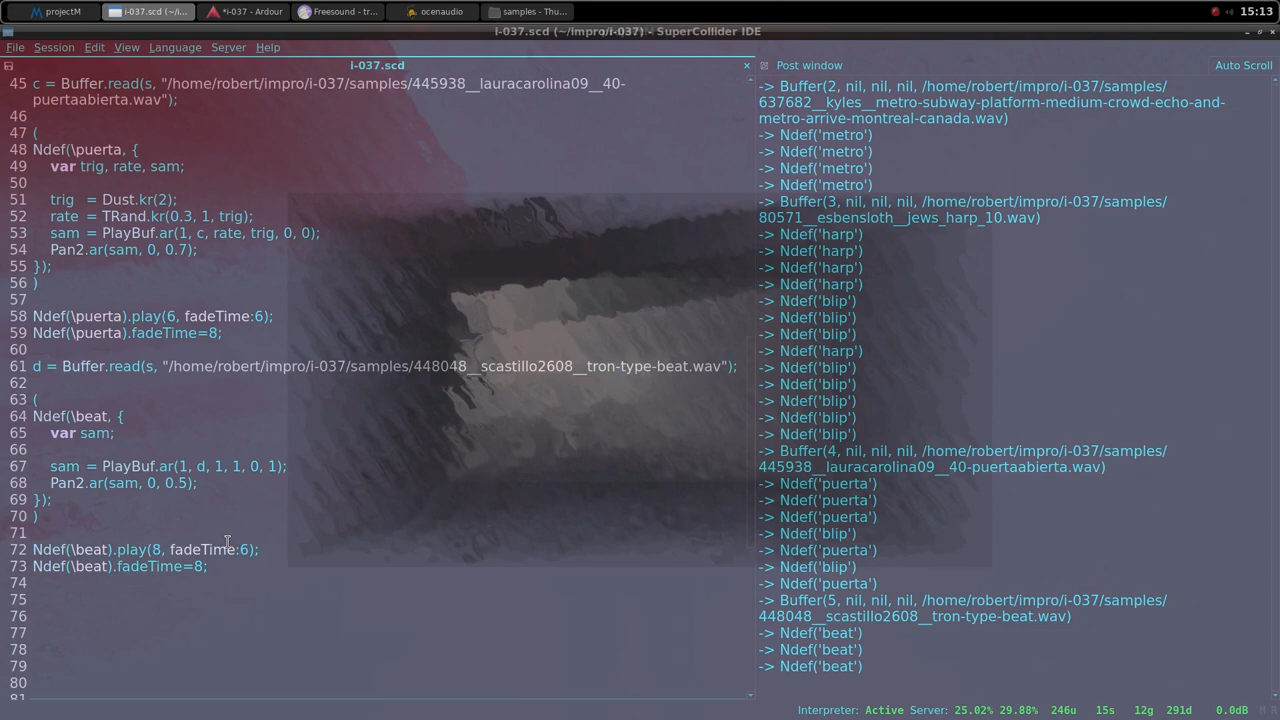 projectM
i-037.scd (~/i...
*i-037 - Ardour
Freesound - tr...
ocenaudio
samples - Thu...
15:13
i-037.scd (~/impro/i-037) - SuperCollider IDE
File Session Edit View Language Server Help
i-037.scd
45 c = Buffer.read(s, "/home/robert/impro/i-037/samples/445938__lauracarolina09__40-
puertaabierta.wav");
46
47 (
48 Ndef(\puerta, {
49 var trig, rate, sam;
50
51 trig = Dust.kr(2);
52 rate = TRand.kr(0.3, 1, trig);
53 sam = PlayBuf.ar(1, c, rate, trig, 0, 0);
54 Pan2.ar(sam, 0, 0.7);
55 });
56 )
57
58 Ndef(\puerta).play(6, fadeTime:6);
59 Ndef(\puerta).fadeTime=8;
60
61 d = Buffer.read(s, "/home/robert/impro/i-037/samples/448048__scastillo2608__tron-type-beat.wav");
62
63 (
64 Ndef(\beat, {
65 var sam;
66
67 sam = PlayBuf.ar(1, d, 1, 1, 0, 1);
68 Pan2.ar(sam, 0, 0.5);
69 });
70 )
71
72 Ndef(\beat).play(8, fadeTime:6);
73 Ndef(\beat).fadeTime=8;
74
75
76
77
78
79
80
81
Post window
Auto Scroll
-> Buffer(2, nil, nil, nil, /home/robert/impro/i-037/samples/
637682__kyles__metro-subway-platform-medium-crowd-echo-and-
metro-arrive-montreal-canada.wav)
-> Ndef('metro')
-> Ndef('metro')
-> Ndef('metro')
-> Ndef('metro')
-> Buffer(3, nil, nil, nil, /home/robert/impro/i-037/samples/
80571__esbensloth__jews_harp_10.wav)
-> Ndef('harp')
-> Ndef('harp')
-> Ndef('harp')
-> Ndef('harp')
-> Ndef('blip')
-> Ndef('blip')
-> Ndef('blip')
-> Ndef('harp')
-> Ndef('blip')
-> Ndef('blip')
-> Ndef('blip')
-> Ndef('blip')
-> Ndef('blip')
-> Buffer(4, nil, nil, nil, /home/robert/impro/i-037/samples/
445938__lauracarolina09__40-puertaabierta.wav)
-> Ndef('puerta')
-> Ndef('puerta')
-> Ndef('puerta')
-> Ndef('blip')
-> Ndef('puerta')
-> Ndef('blip')
-> Ndef('puerta')
-> Buffer(5, nil, nil, nil, /home/robert/impro/i-037/samples/
448048__scastillo2608__tron-type-beat.wav)
-> Ndef('beat')
-> Ndef('beat')
-> Ndef('beat')
Interpreter: Active Server: 25.02% 29.88% 246u 15s 12g 291d 0.0dB